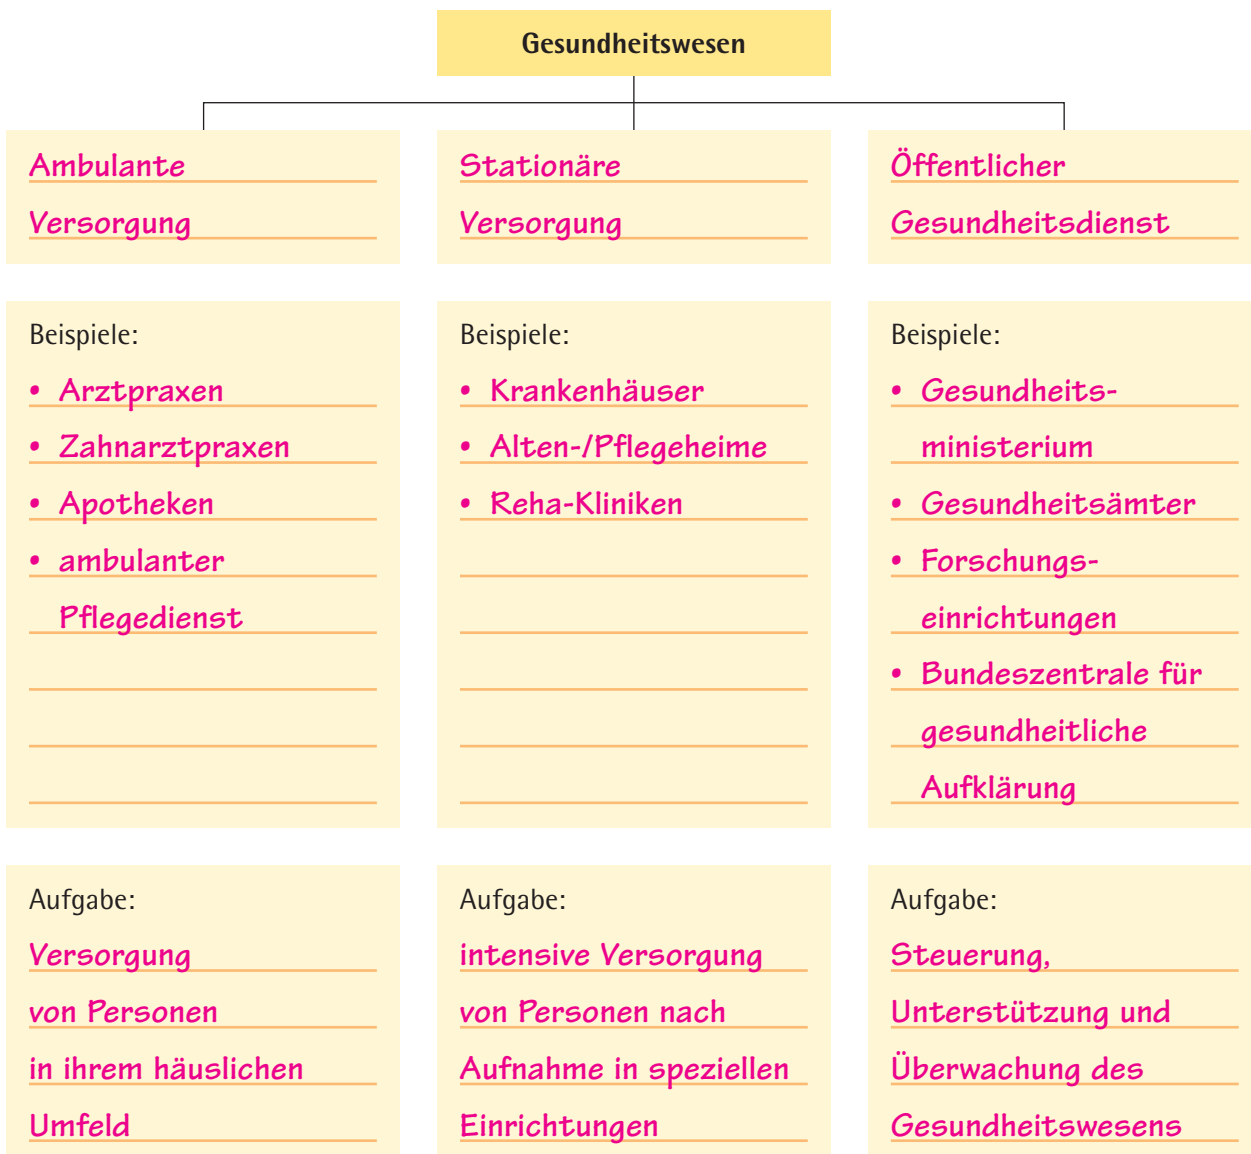 Gesundheitswesen
Ambulante
Versorgung
Beispiele:
• Arztpraxen
• Zahnarztpraxen
• Apotheken
• ambulanter
Pflegedienst
Aufgabe:
Versorgung
von Personen
in ihrem häuslichen
Umfeld
Stationäre
Versorgung
Beispiele:
• Krankenhäuser
• Alten-/Pflegeheime
• Reha-Kliniken
Aufgabe:
intensive Versorgung
von Personen nach
Aufnahme in speziellen
Einrichtungen
Öffentlicher
Gesundheitsdienst
Beispiele:
• Gesundheits-
ministerium
• Gesundheitsämter
• Forschungs-
einrichtungen
• Bundeszentrale für
gesundheitliche
Aufklärung
Aufgabe:
Steuerung,
Unterstützung und
Überwachung des
Gesundheitswesens